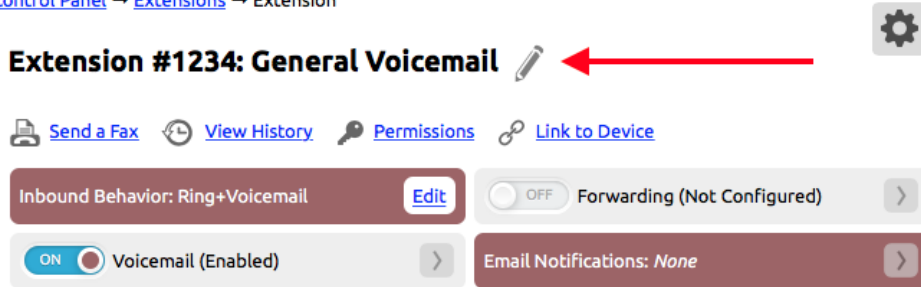 Control Panel → Extensions → Extension
Extension #1234: General Voicemail
Send a Fax View History Permissions Link to Device
Inbound Behavior: Ring+Voicemail Edit OFF Forwarding (Not Configured)
ON Voicemail (Enabled) Email Notifications: None